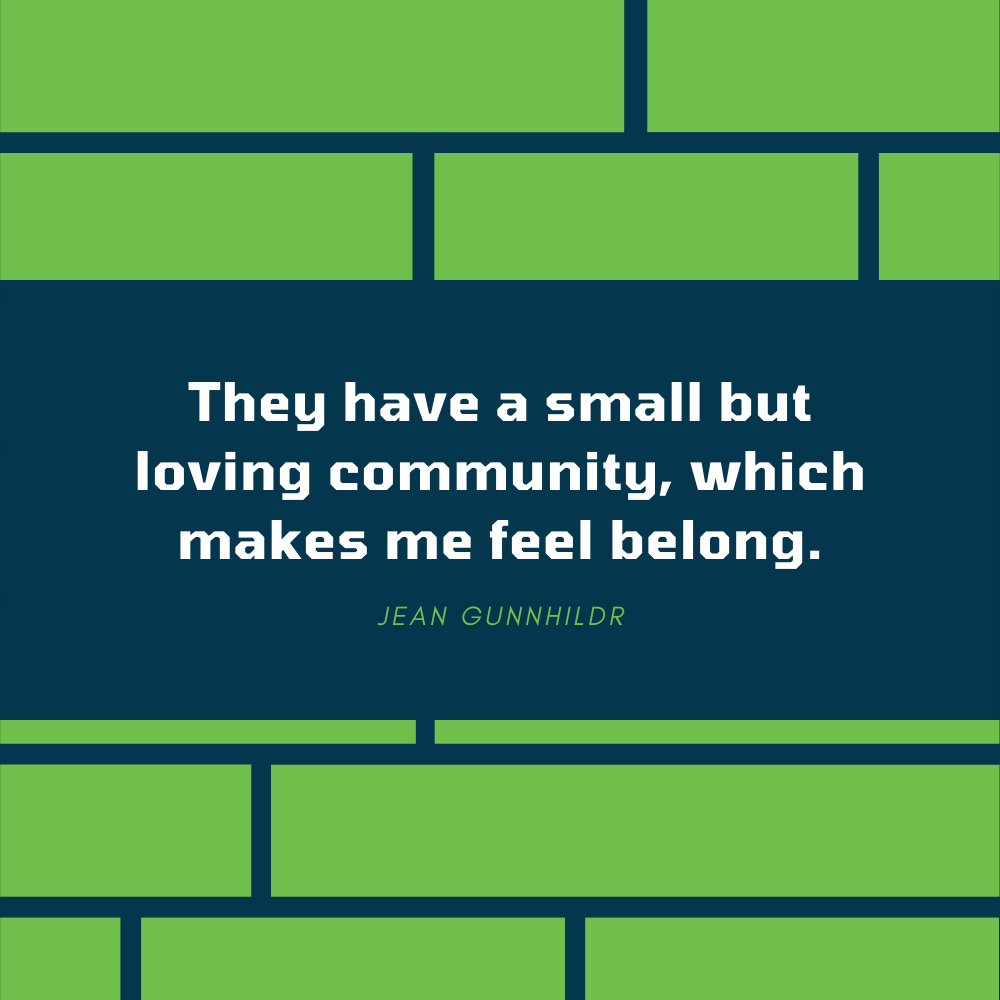 They have a small but
loving community, which
makes me feel belong.
JEAN GUNNHILDR